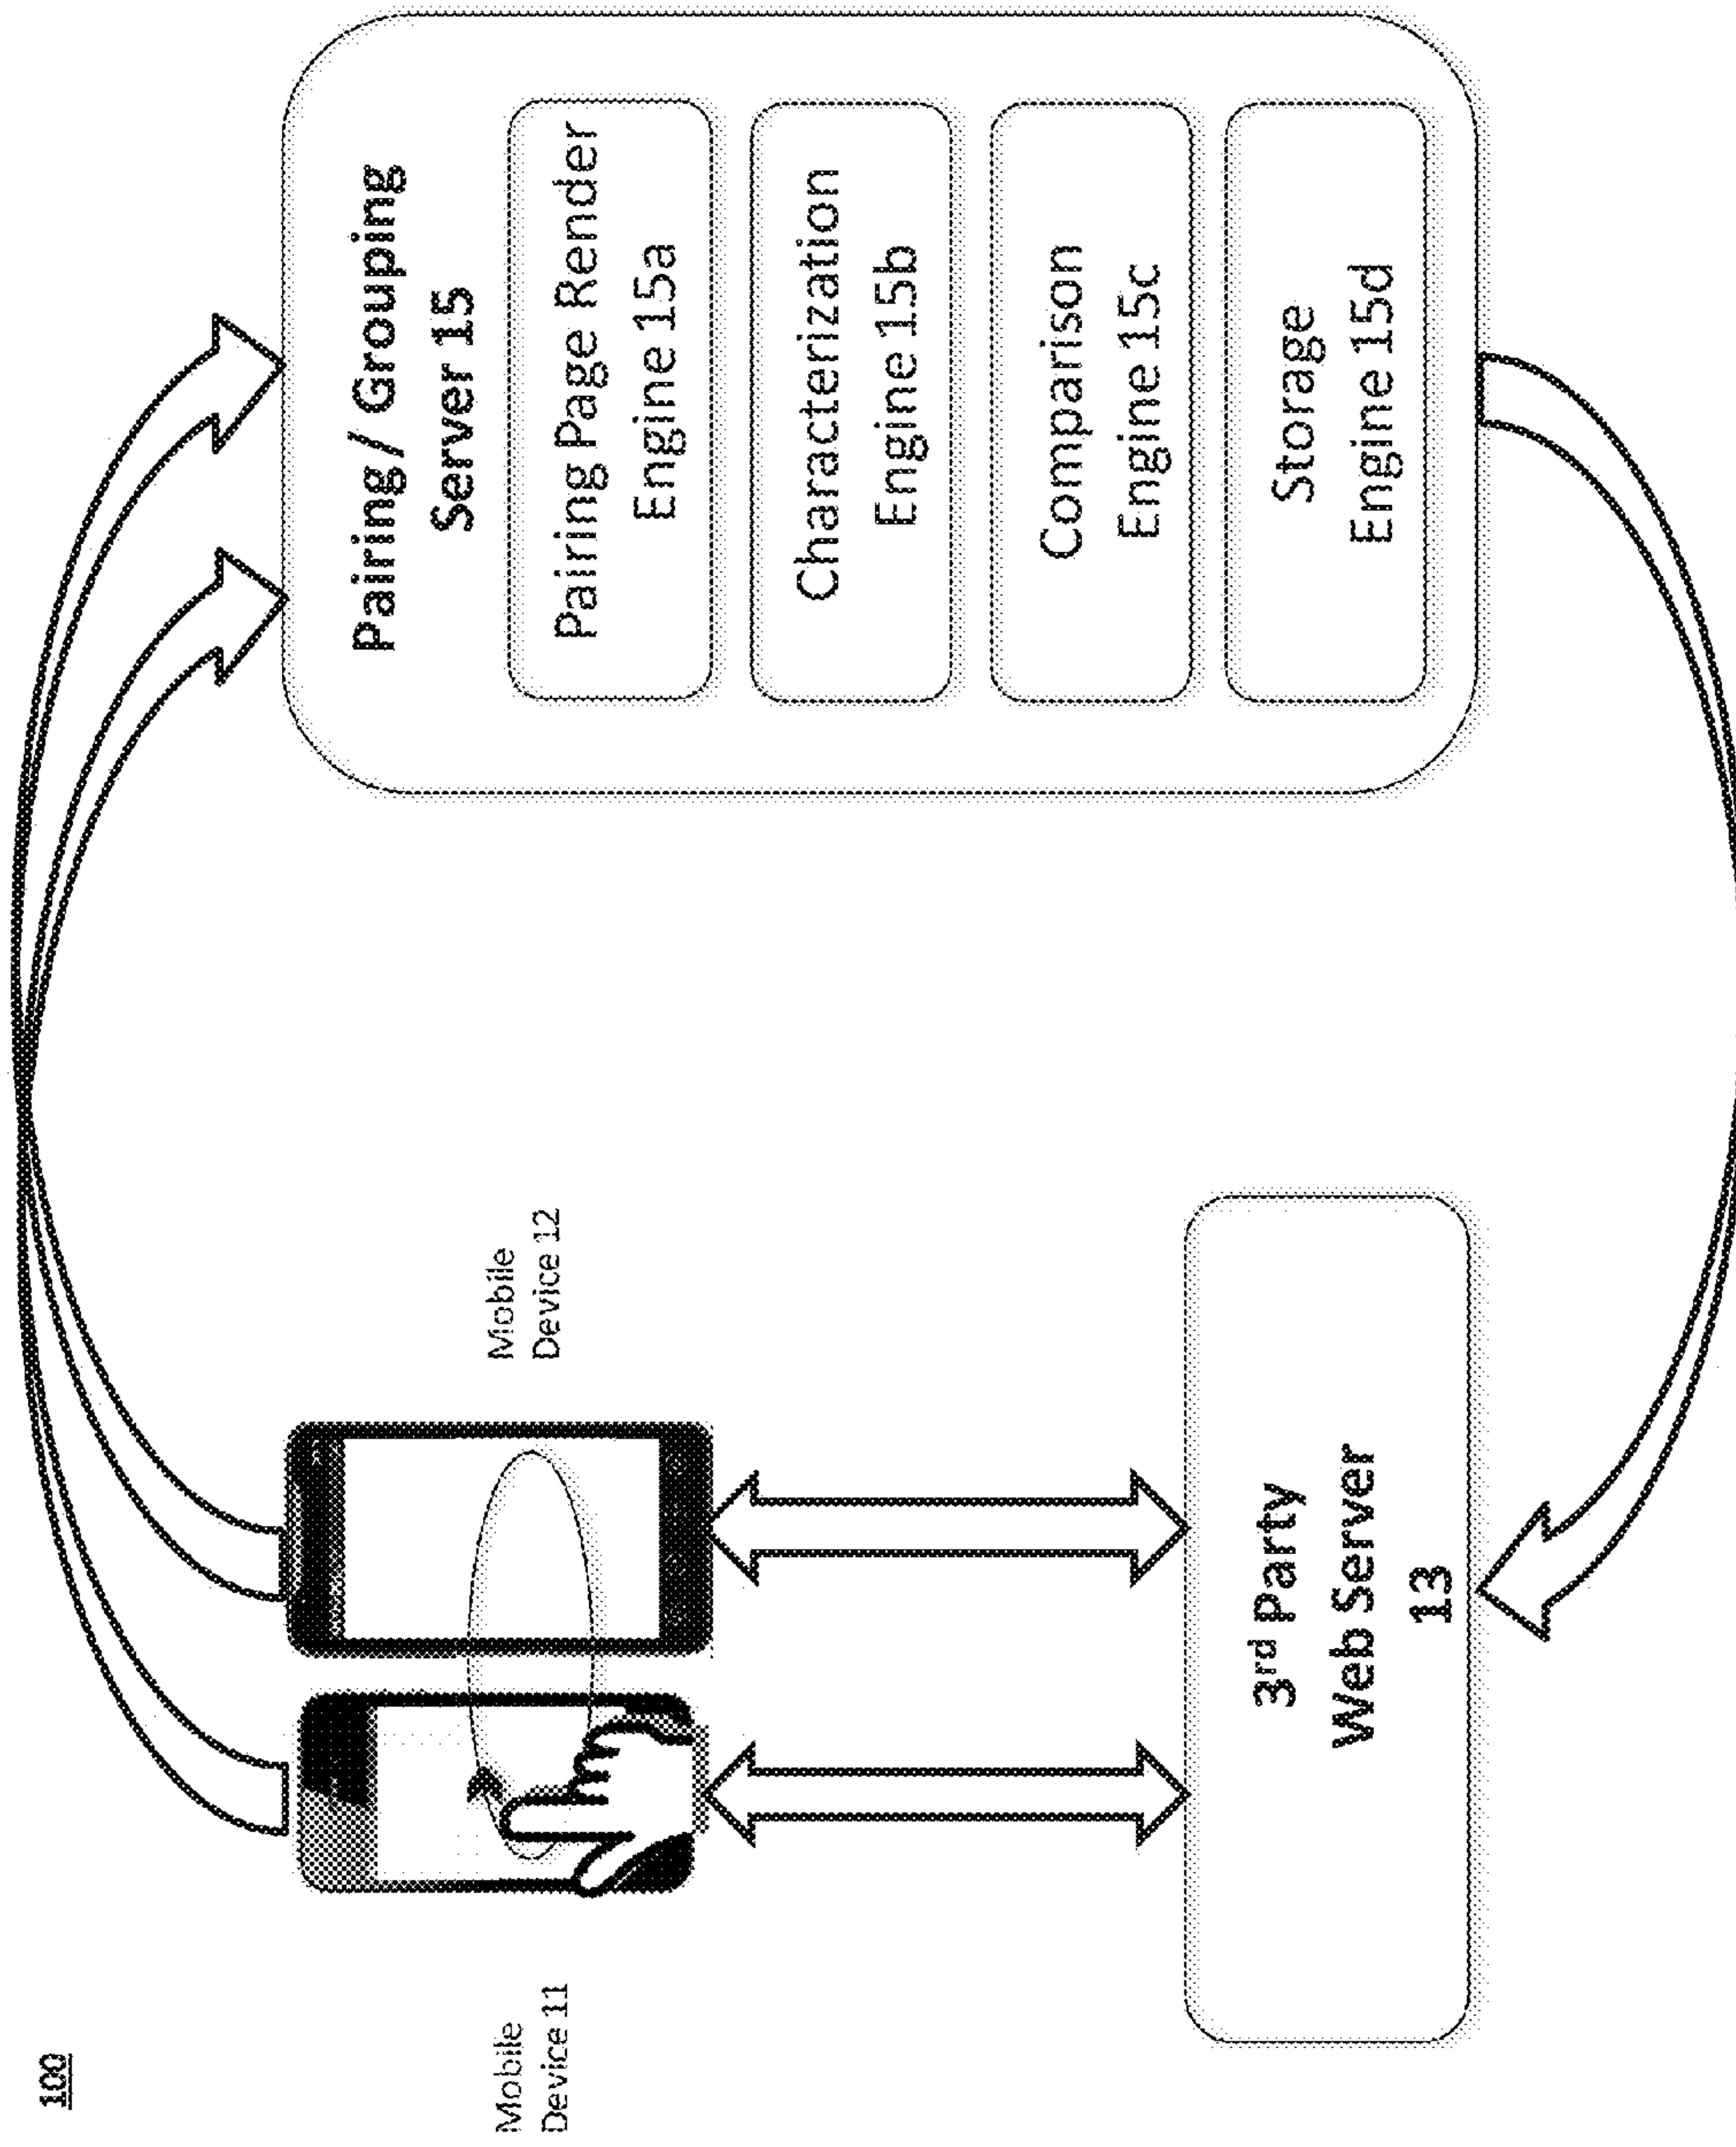 100
Mobile
Device 11
Mobile
Device 12
3rd Party
Web Server
13
Pairing / Grouping
Server 15
Pairing Page Render
Engine 15a
Characterization
Engine 15b
Comparison
Engine 15c
Storage
Engine 15d